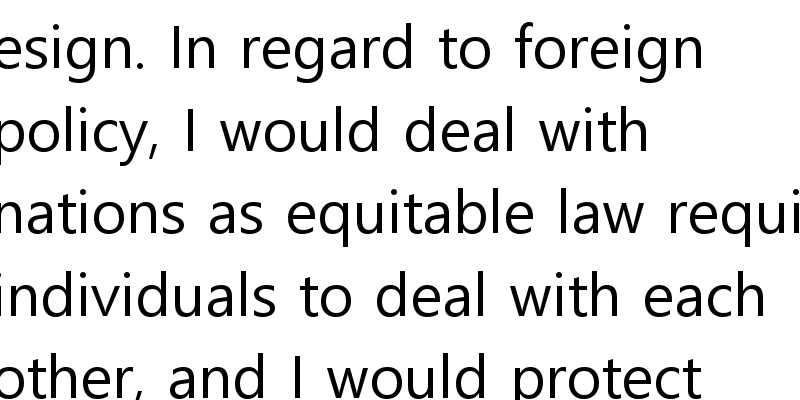 esign. In regard to foreign
policy, I would deal with
nations as equitable law requi
individuals to deal with each
other, and I would protect